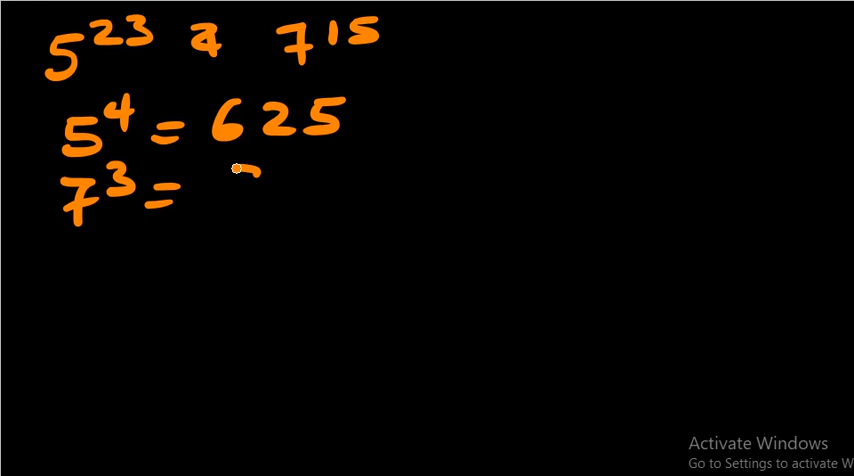 5²³ & 7¹⁵
5⁴ = 625
7³ =
Activate Windows
Go to Settings to activate W